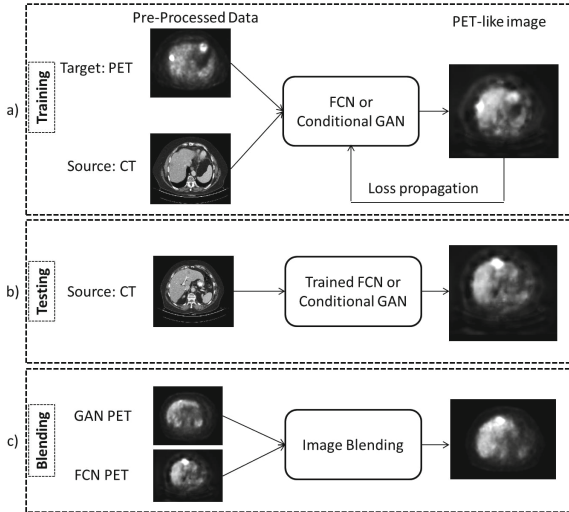 Pre-Processed Data
PET-like image
a)
Training
Target: PET
Source: CT
FCN or
Conditional GAN
Loss propagation
b)
Testing
Source: CT
Trained FCN or
Conditional GAN
c)
Blending
GAN PET
FCN PET
Image Blending